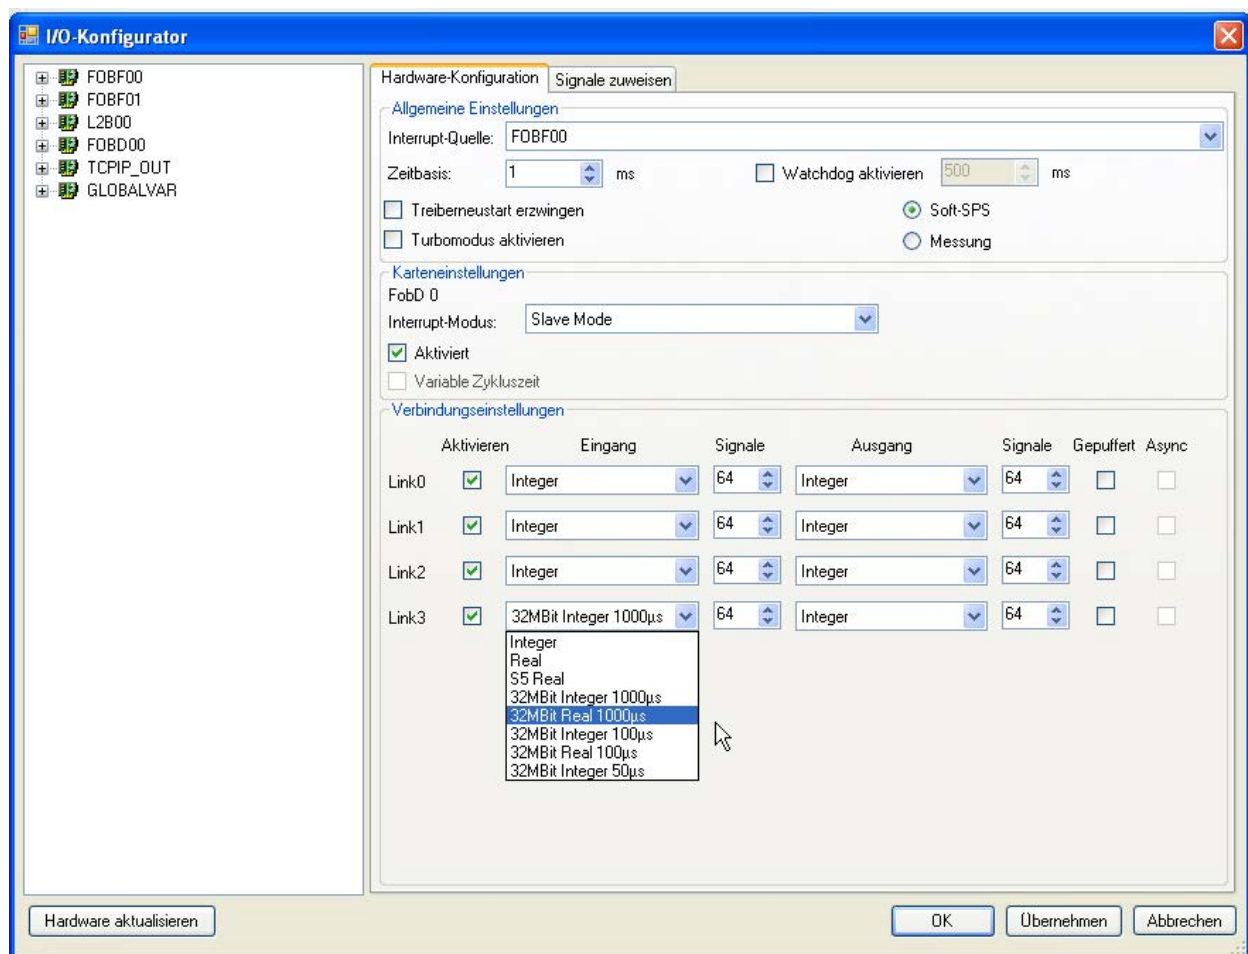 I/O-Konfigurator
FOBF00
FOBF01
L2B00
FOBD00
TCPIP_OUT
GLOBALVAR
Hardware-Konfiguration Signale zuweisen
Allgemeine Einstellungen
Interrupt-Quelle: FOBF00
Zeitbasis: 1 ms Watchdog aktivieren 500 ms
Treiberneustart erzwingen Soft-SPS
Turbomodus aktivieren Messung
Karteneinstellungen
FobD 0
Interrupt-Modus: Slave Mode
Aktiviert
Variable Zykluszeit
Verbindungseinstellungen
Aktivieren Eingang Signale Ausgang Signale Gepuffert Async
Link0 Integer 64 Integer 64
Link1 Integer 64 Integer 64
Link2 Integer 64 Integer 64
Link3 32MBit Integer 1000µs 64 Integer 64
Integer
Real
S5 Real
32MBit Integer 1000µs
32MBit Real 1000µs
32MBit Integer 100µs
32MBit Real 100µs
32MBit Integer 50µs
Hardware aktualisieren OK Übernehmen Abbrechen